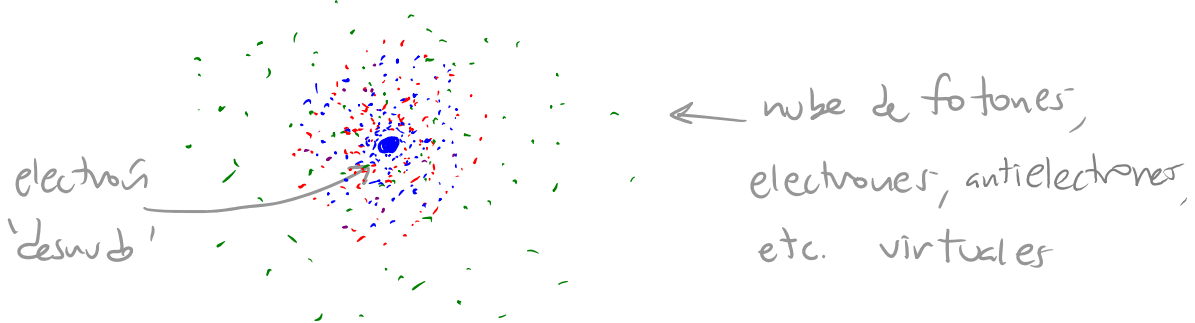 nube de fotones,
electrones, antielectrones,
etc. virtuales
electrón
'desnudo'